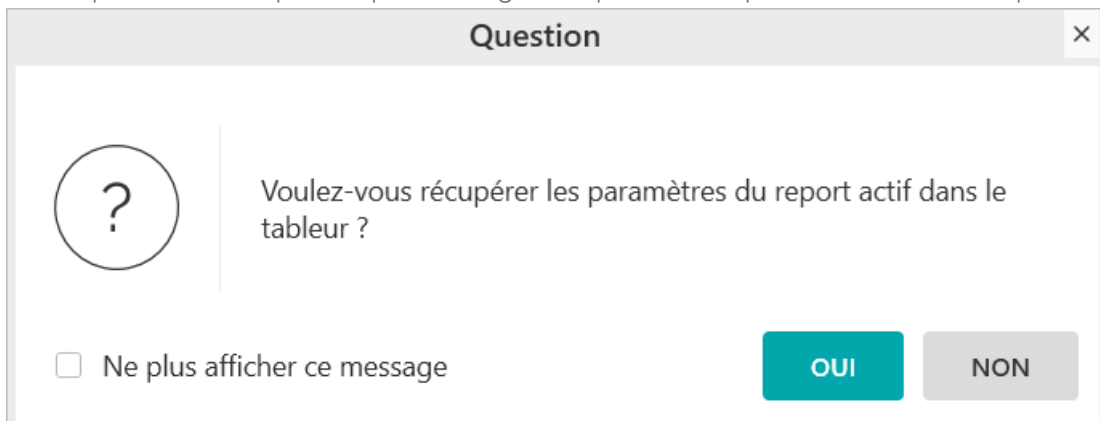 Question
×
?
Voulez-vous récupérer les paramètres du report actif dans le
tableur ?
Ne plus afficher ce message
OUI
NON